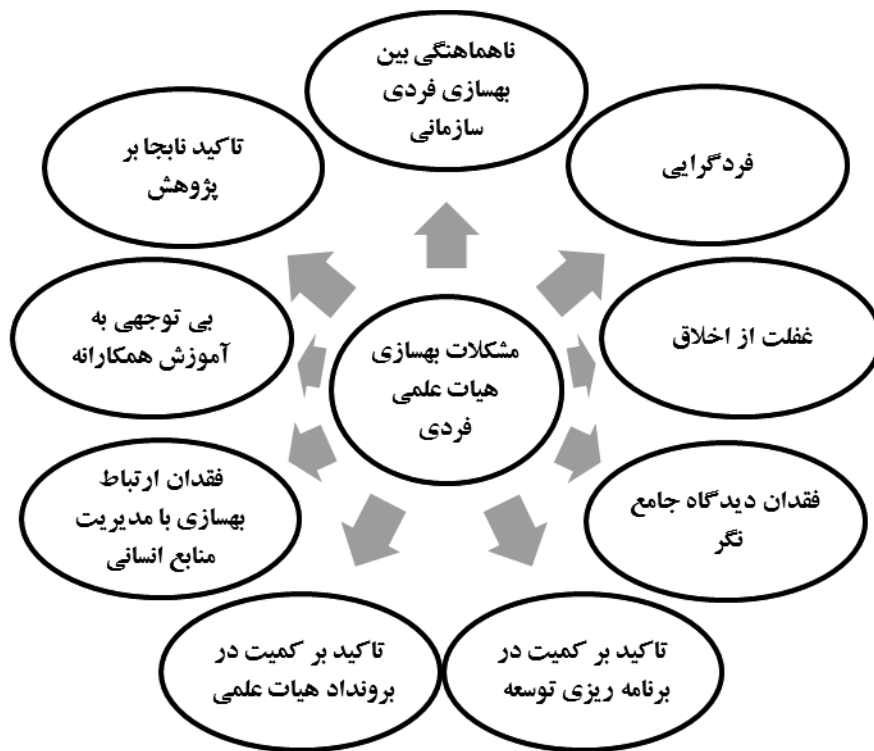 ناهماهنگی بین
بهسازی فردی
سازمانی
فردگرایی
غفلت از اخلاق
فقدان دیدگاه جامع
نگر
تاکید بر کمیت در
برنامه ریزی توسعه
تاکید بر کمیت در
برونداد هیات علمی
فقدان ارتباط
بهسازی با مدیریت
منابع انسانی
بی توجهی به
آموزش همکارانه
تاکید نابجا بر
پژوهش
مشکلات بهسازی
هیات علمی
فردی